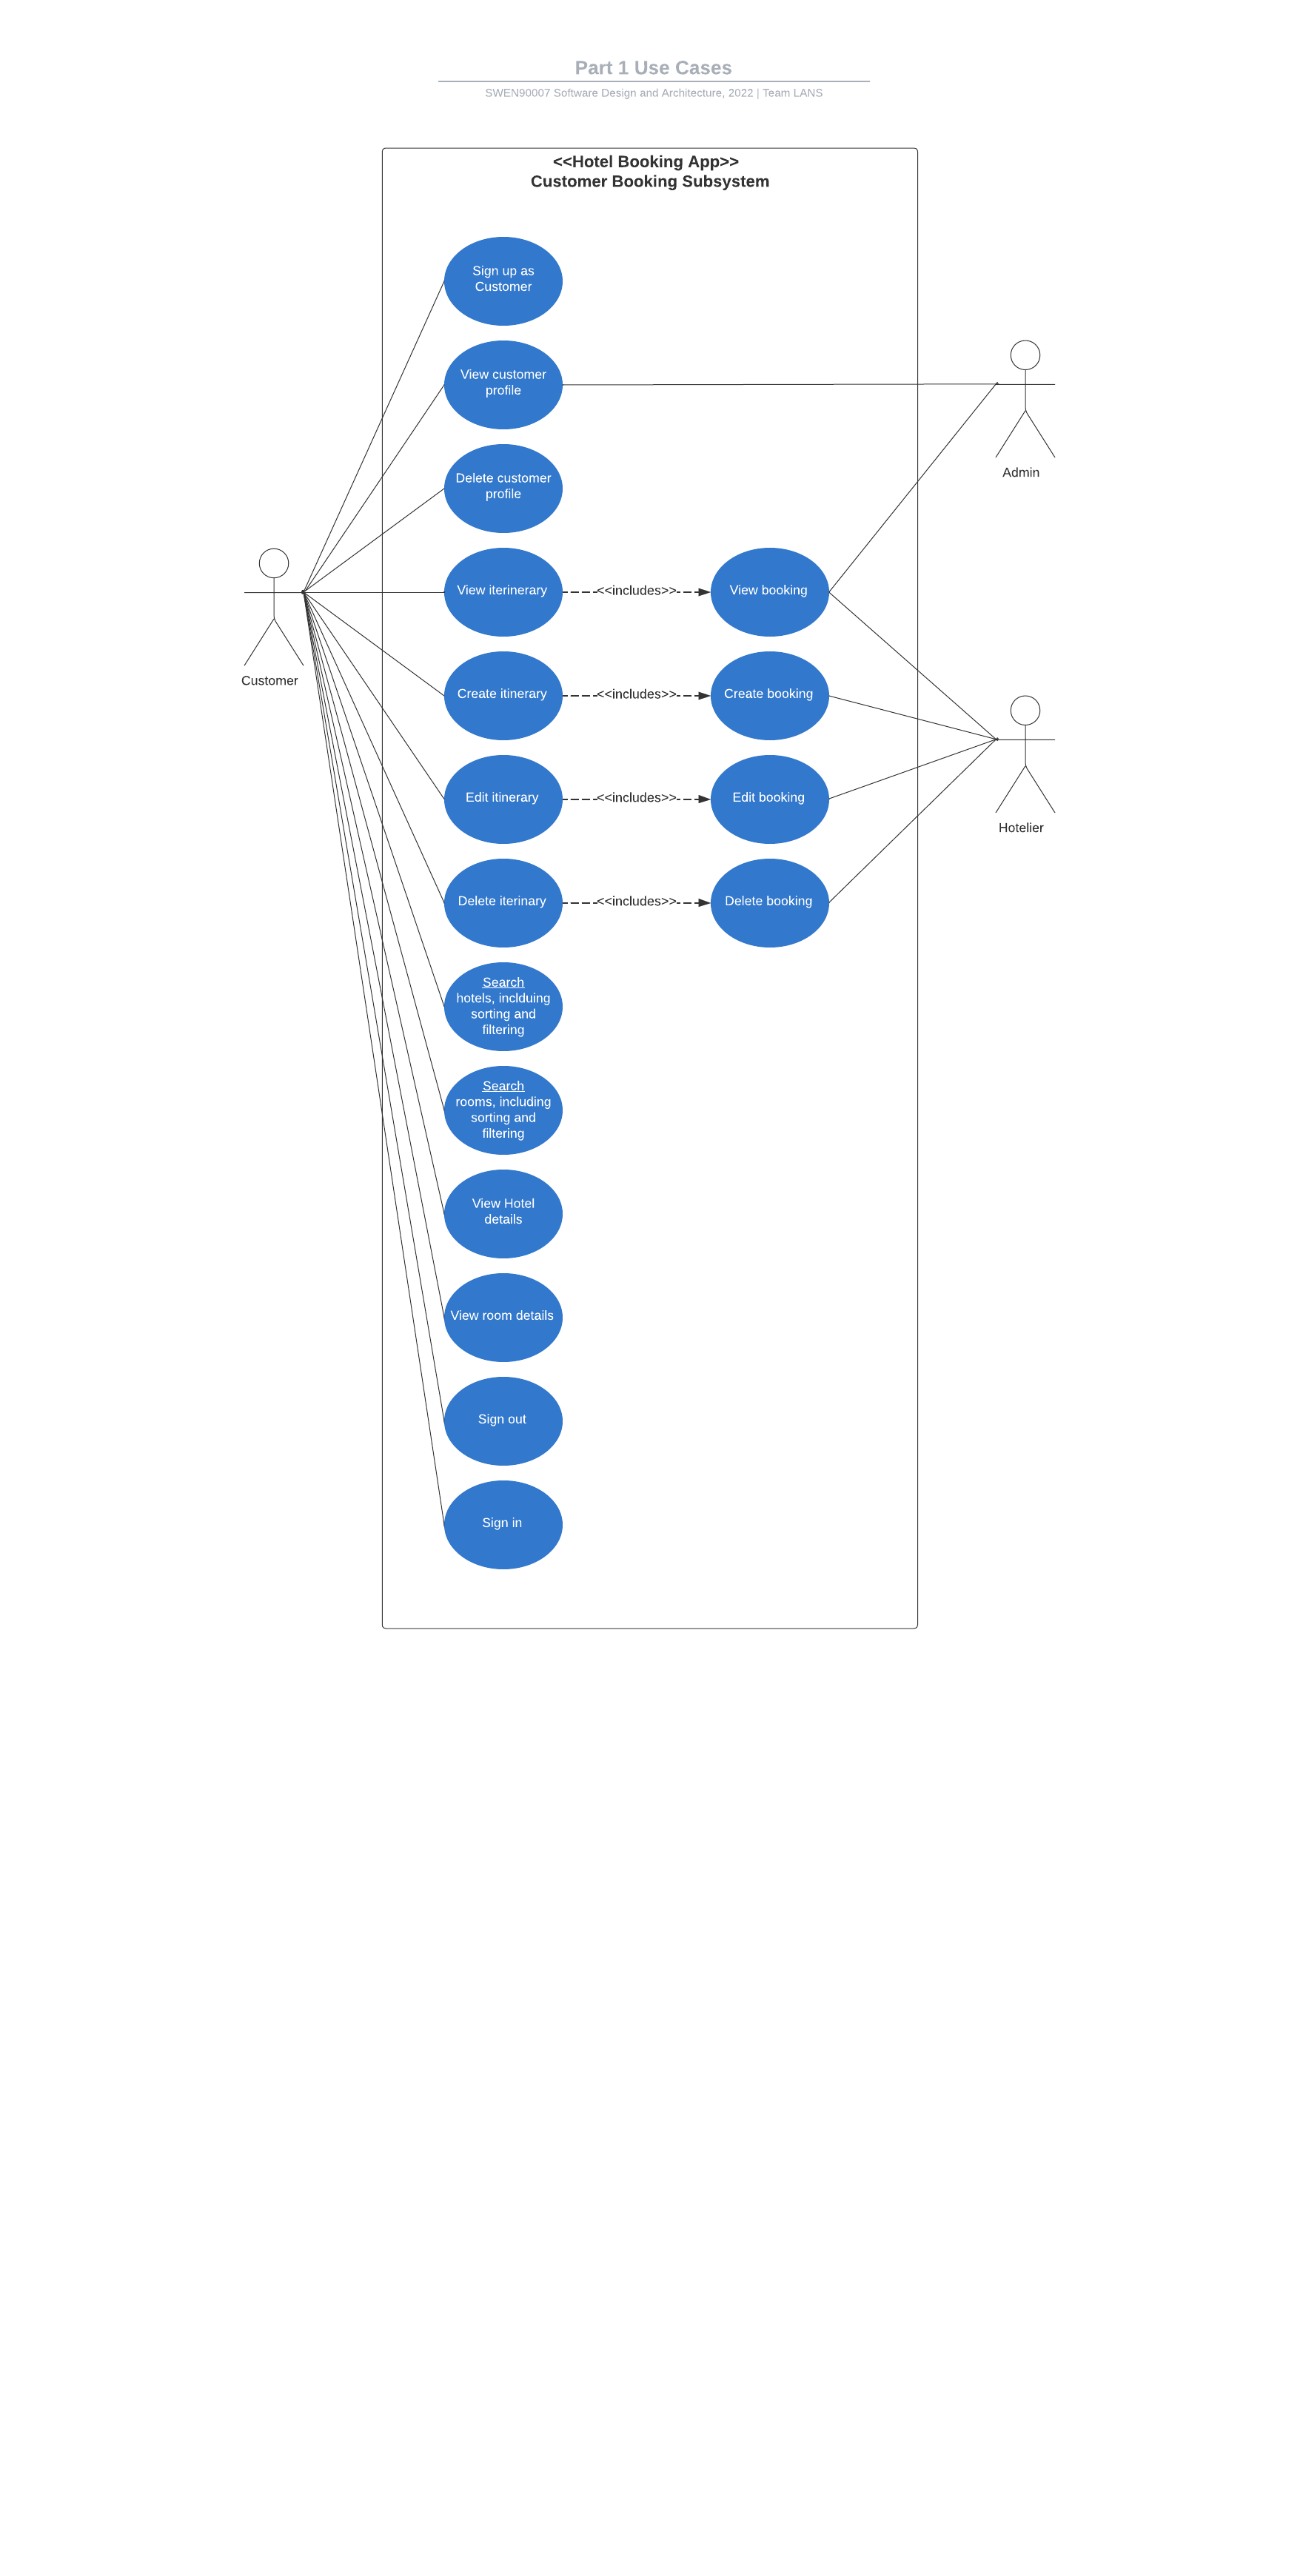 Part 1 Use Cases
SWEN90007 Software Design and Architecture, 2022 | Team LANS
<<Hotel Booking App>>
Customer Booking Subsystem
Sign up as
Customer
View customer
profile
Admin
Delete customer
profile
View iterinerary
<<includes>>
View booking
Customer
Create itinerary
<<includes>>
Create booking
Edit itinerary
<<includes>>
Edit booking
Hotelier
Delete iterinary
<<includes>>
Delete booking
Search
hotels, inclduing
sorting and
filtering
Search
rooms, including
sorting and
filtering
View Hotel
details
View room details
Sign out
Sign in